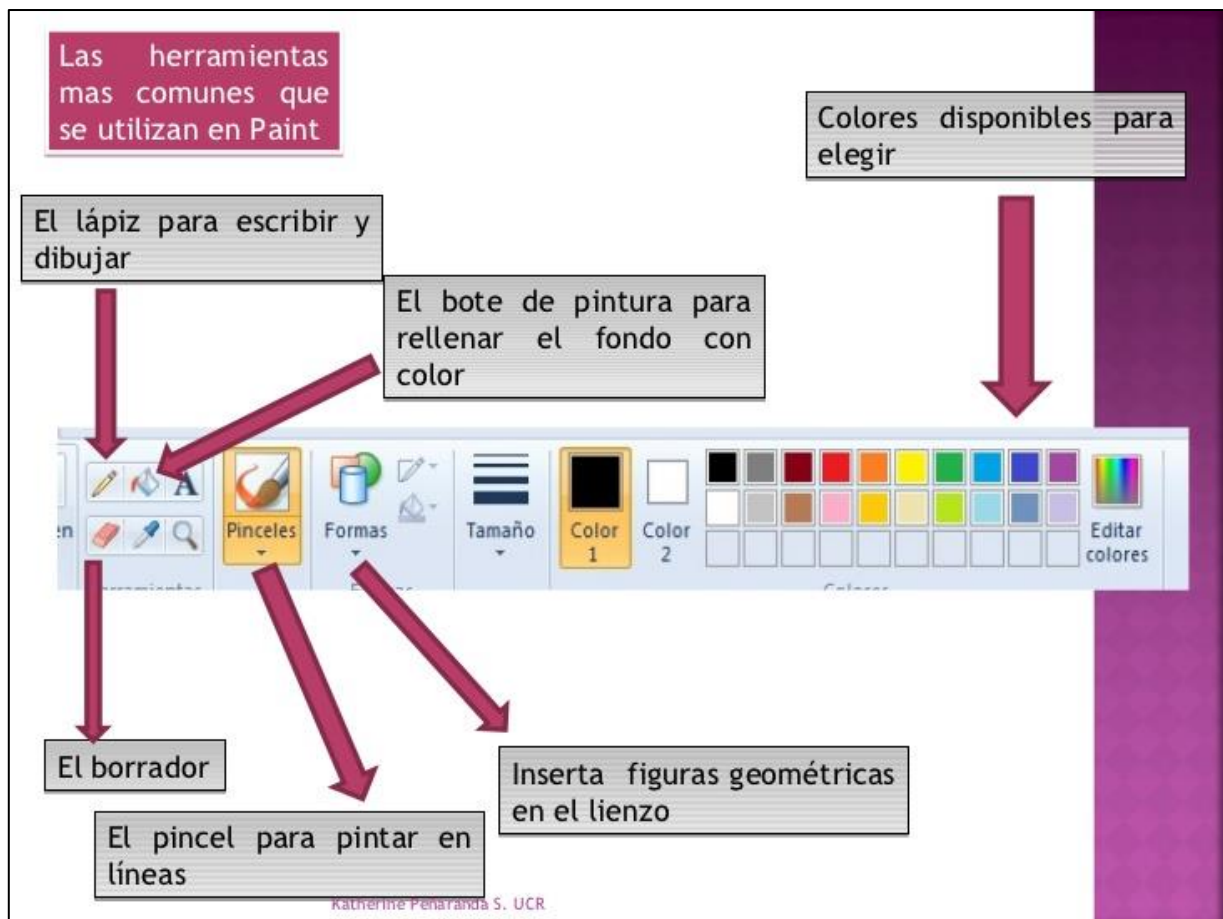 Las herramientas
mas comunes que
se utilizan en Paint
Colores disponibles para
elegir
El lápiz para escribir y
dibujar
El bote de pintura para
rellenar el fondo con
color
A
en
Pinceles
Formas
Tamaño
Color
1
Color
2
Editar
colores
Colores
El borrador
Inserta figuras geométricas
en el lienzo
El pincel para pintar en
líneas
Katherine Peñaranda S. UCR